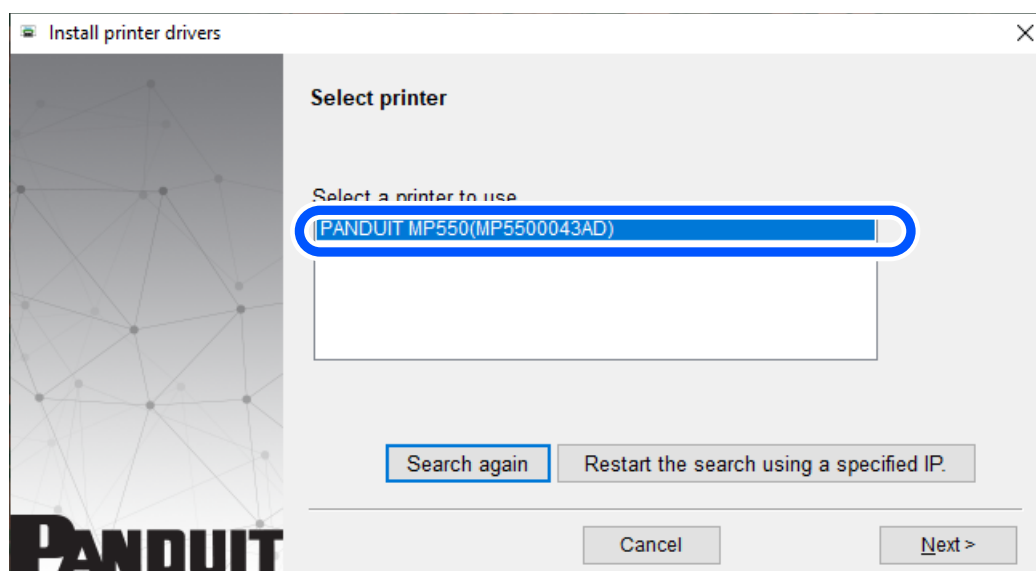 Install printer drivers
Select printer
Select a printer to use
PANDUIT MP550(MP5500043AD)
Search again
Restart the search using a specified IP.
PANDUIT
Cancel
Next >